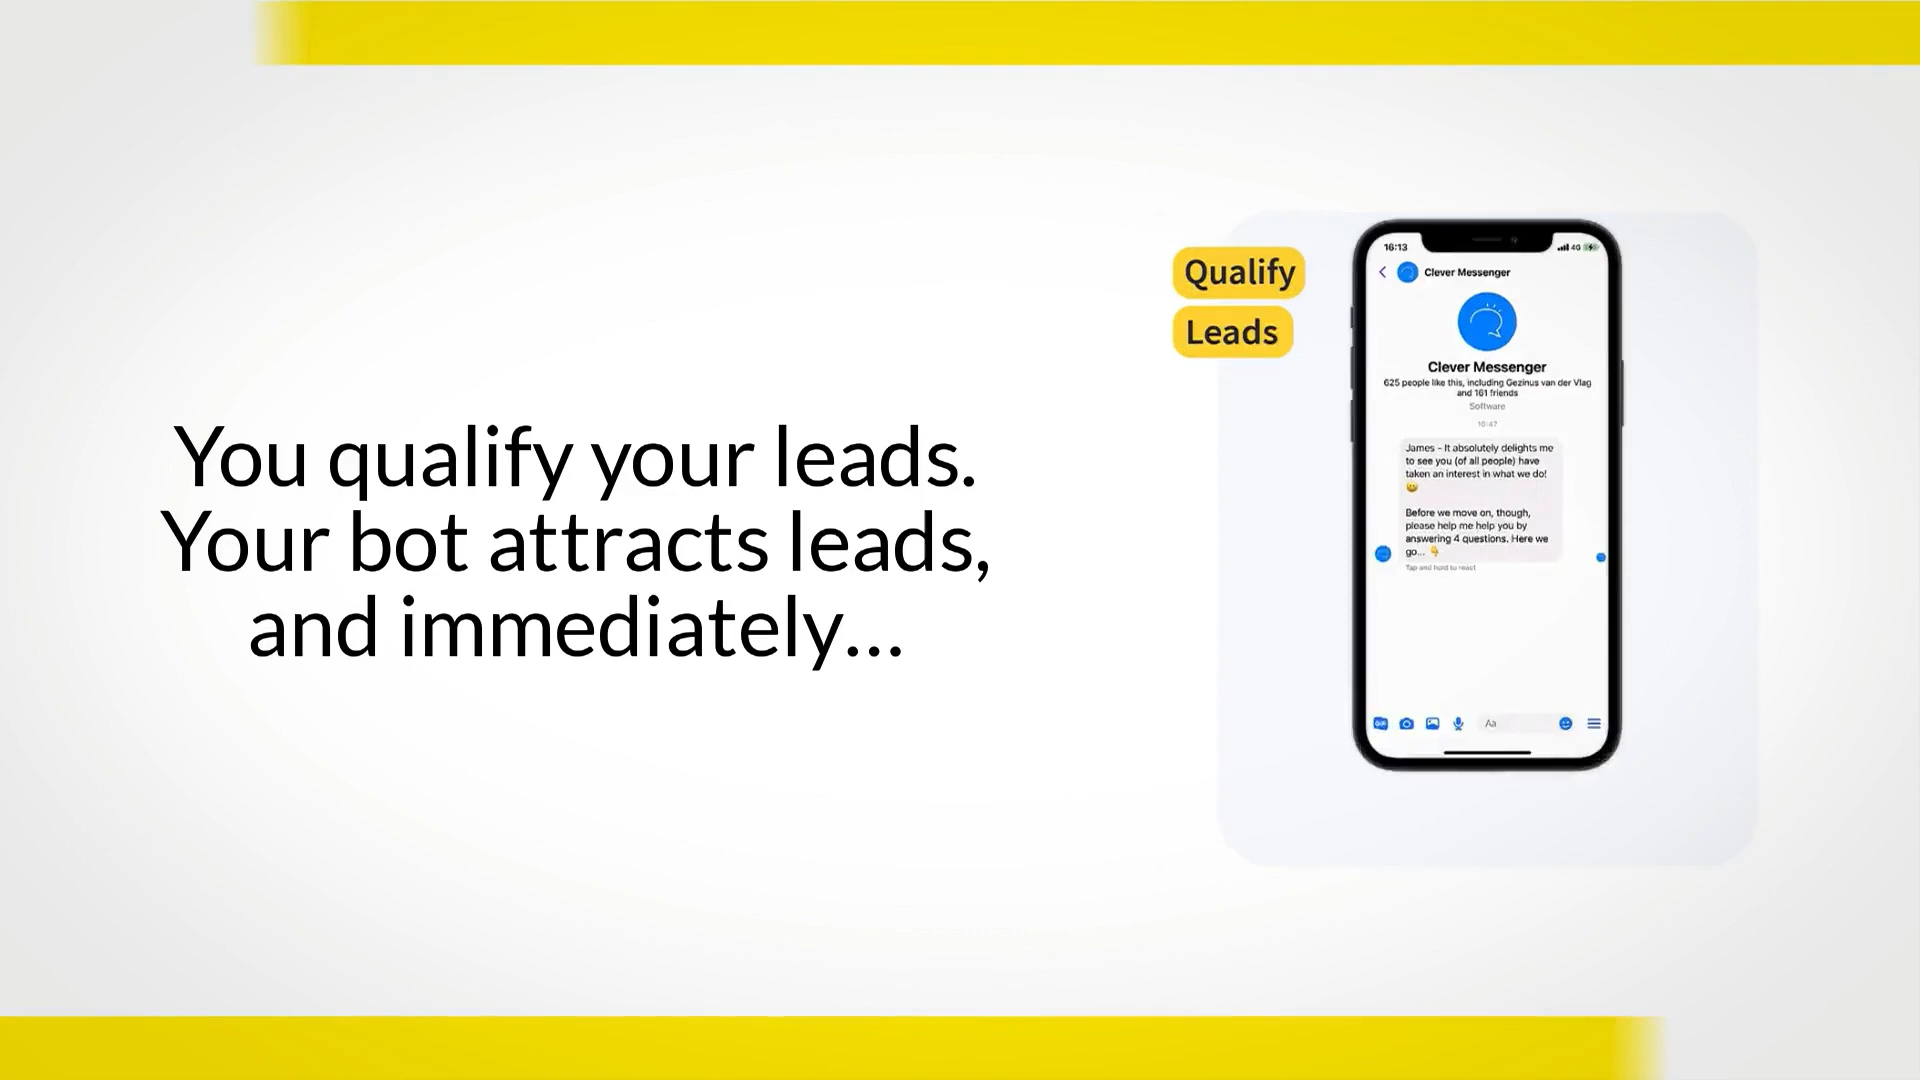 You qualify your leads.
Your bot attracts leads,
and immediately...
Qualify
Leads
16:13
4G
Clever Messenger
Clever Messenger
625 people like this, including Gezinus van der Vlag
and 161 friends
Software
10:47
James - It absolutely delights me
to see you (of all people) have
taken an interest in what we do!
😀
Before we move on, though,
please help me help you by
answering 4 questions. Here we
go... 👇
Tap and hold to react
GIF
Aa